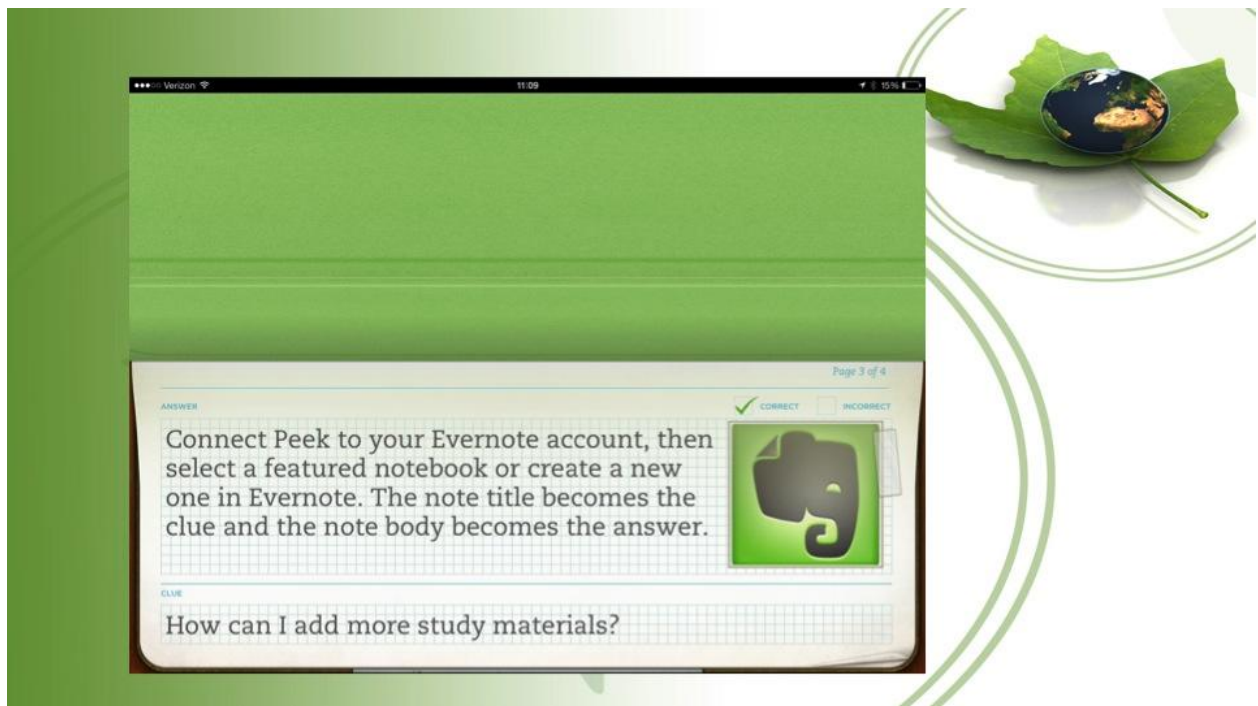 Verizon 11:09 15%
Page 3 of 4
ANSWER CORRECT INCORRECT
Connect Peek to your Evernote account, then
select a featured notebook or create a new
one in Evernote. The note title becomes the
clue and the note body becomes the answer.
CLUE
How can I add more study materials?